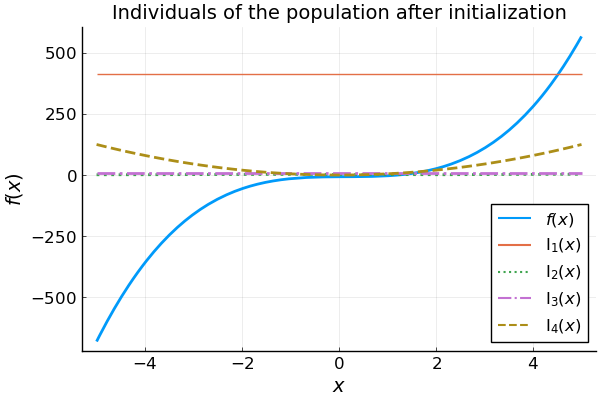 Individuals of the population after initialization
f(x)
500
250
0
−250
−500
−4 −2 0 2 4
x
f(x)
I₁(x)
I₂(x)
I₃(x)
I₄(x)